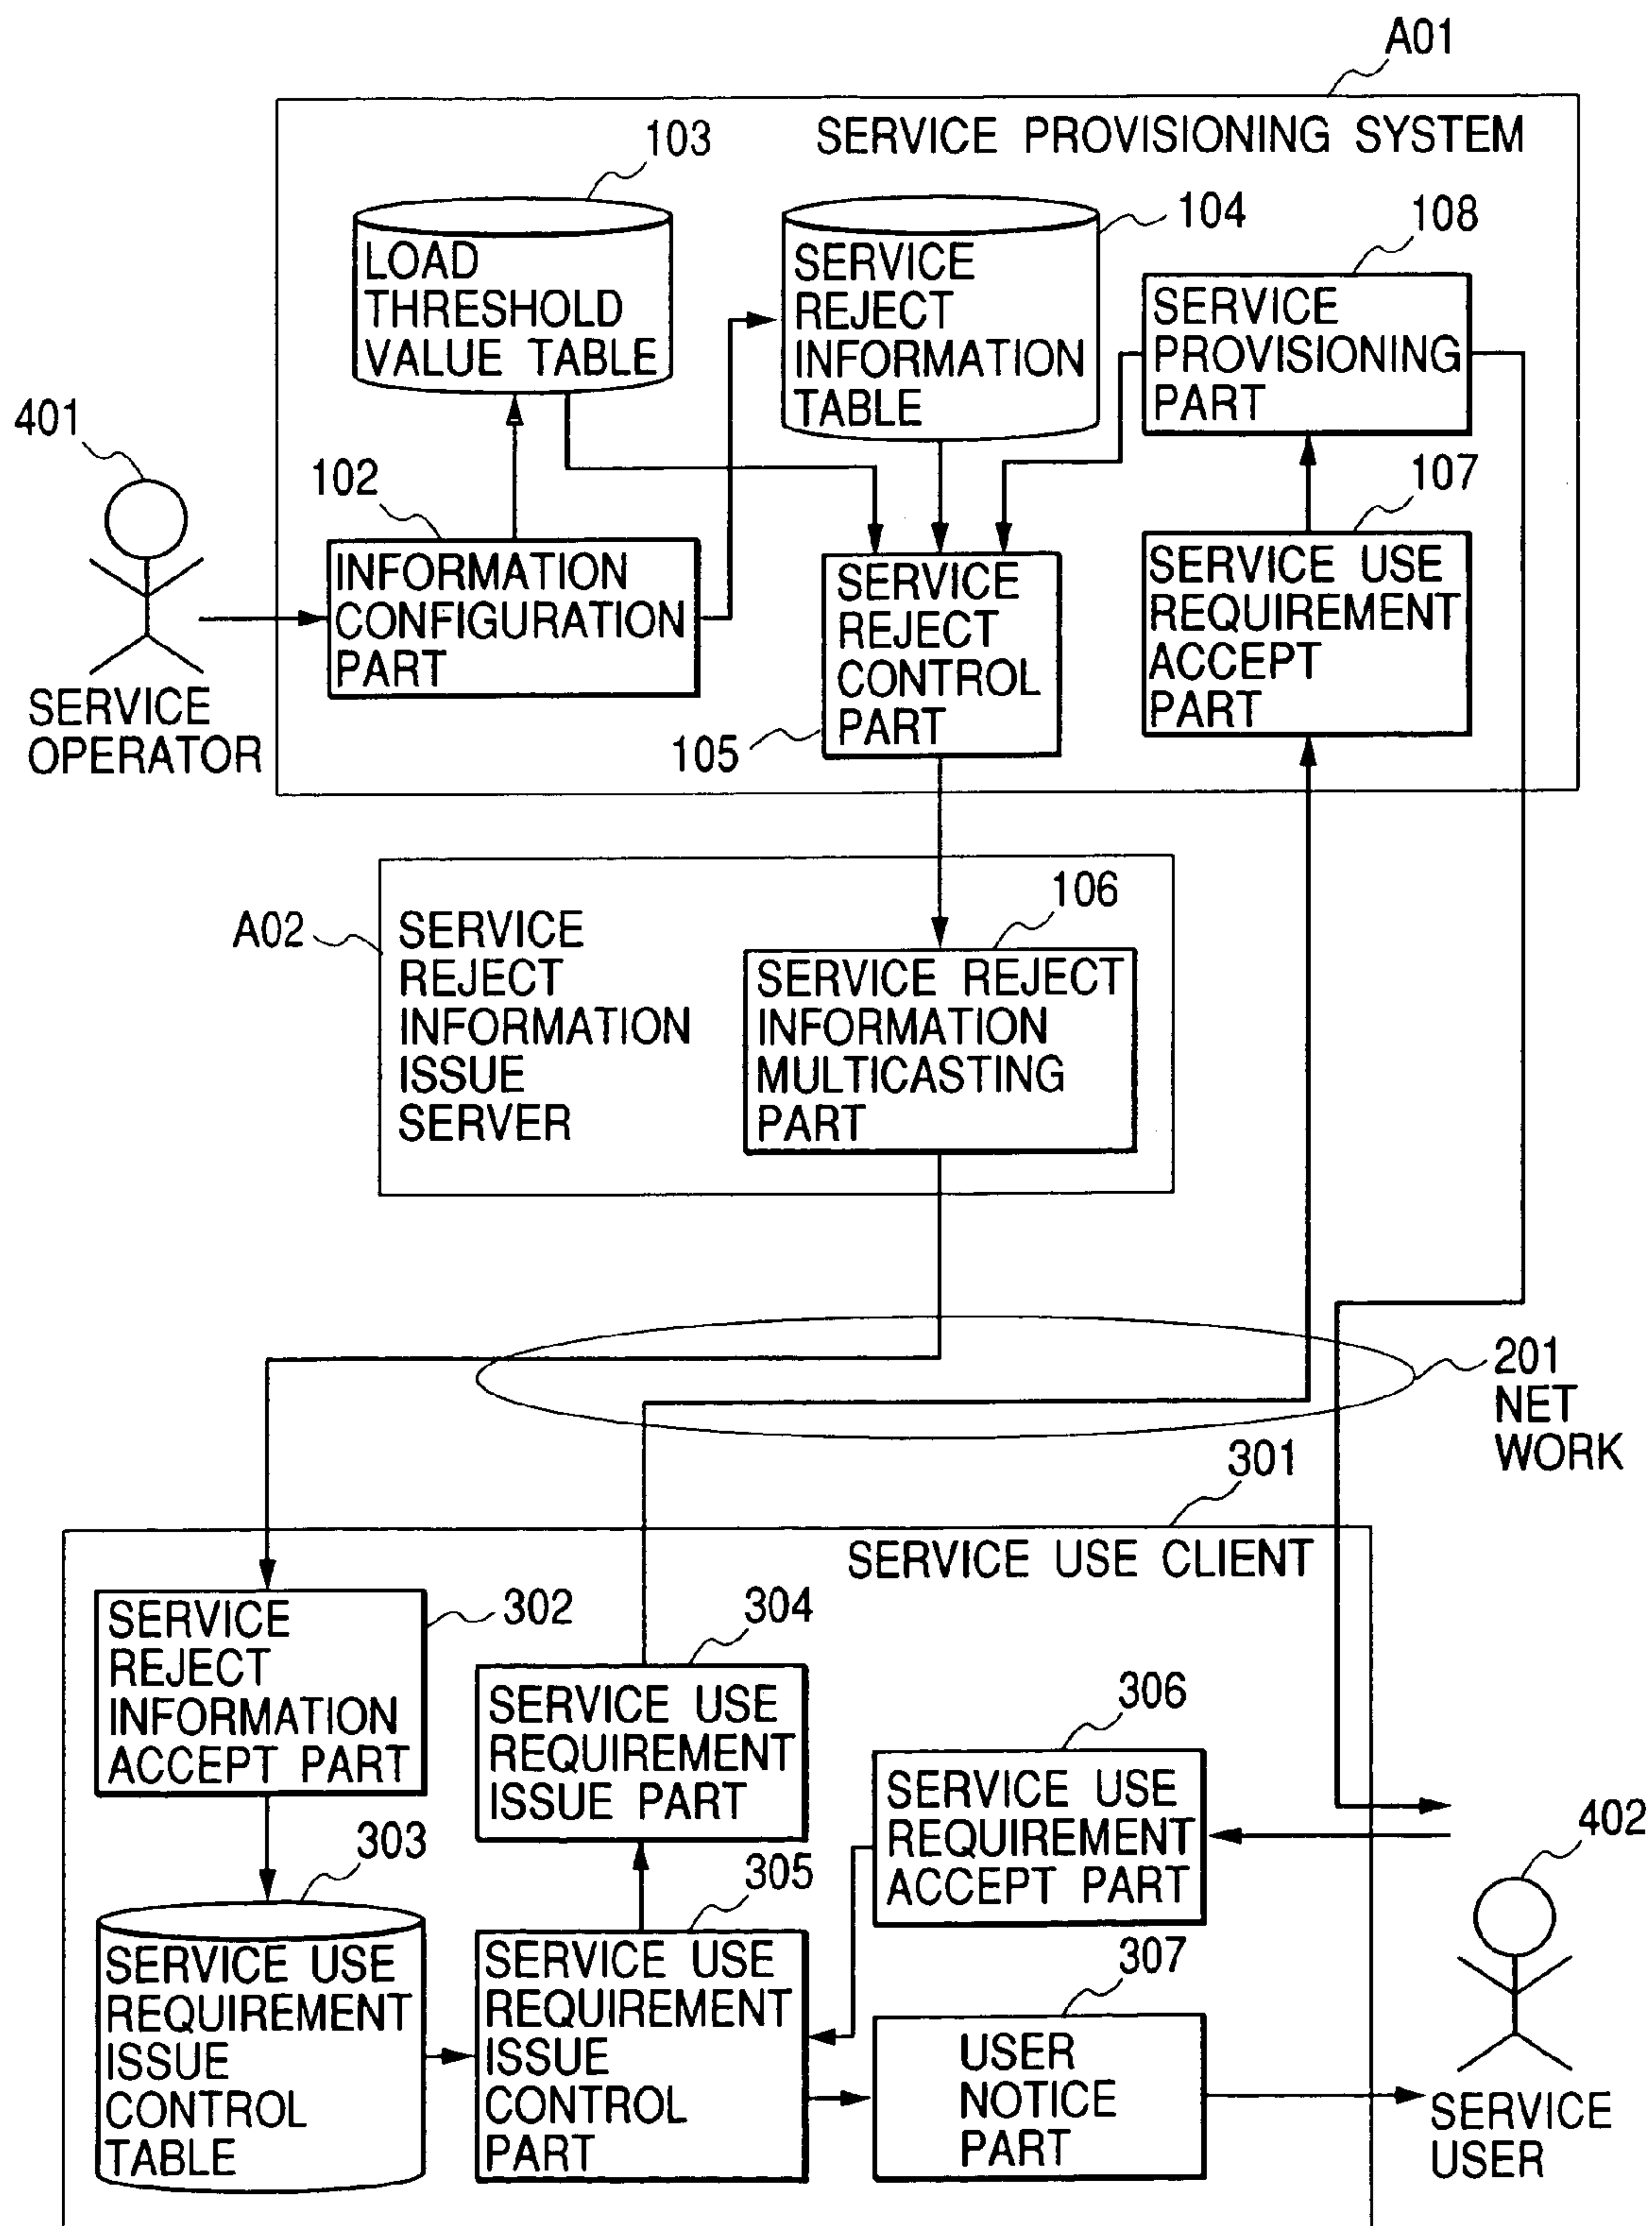 A01
SERVICE PROVISIONING SYSTEM
103
LOAD
THRESHOLD
VALUE TABLE
104
SERVICE
REJECT
INFORMATION
TABLE
108
SERVICE
PROVISIONING
PART
401
SERVICE
OPERATOR
102
INFORMATION
CONFIGURATION
PART
105
SERVICE
REJECT
CONTROL
PART
107
SERVICE USE
REQUIREMENT
ACCEPT
PART
A02
SERVICE
REJECT
INFORMATION
ISSUE
SERVER
106
SERVICE REJECT
INFORMATION
MULTICASTING
PART
201
NET
WORK
301
SERVICE USE CLIENT
302
SERVICE
REJECT
INFORMATION
ACCEPT PART
304
SERVICE USE
REQUIREMENT
ISSUE PART
306
SERVICE USE
REQUIREMENT
ACCEPT PART
303
SERVICE USE
REQUIREMENT
ISSUE
CONTROL
TABLE
305
SERVICE USE
REQUIREMENT
ISSUE
CONTROL
PART
307
USER
NOTICE
PART
402
SERVICE
USER